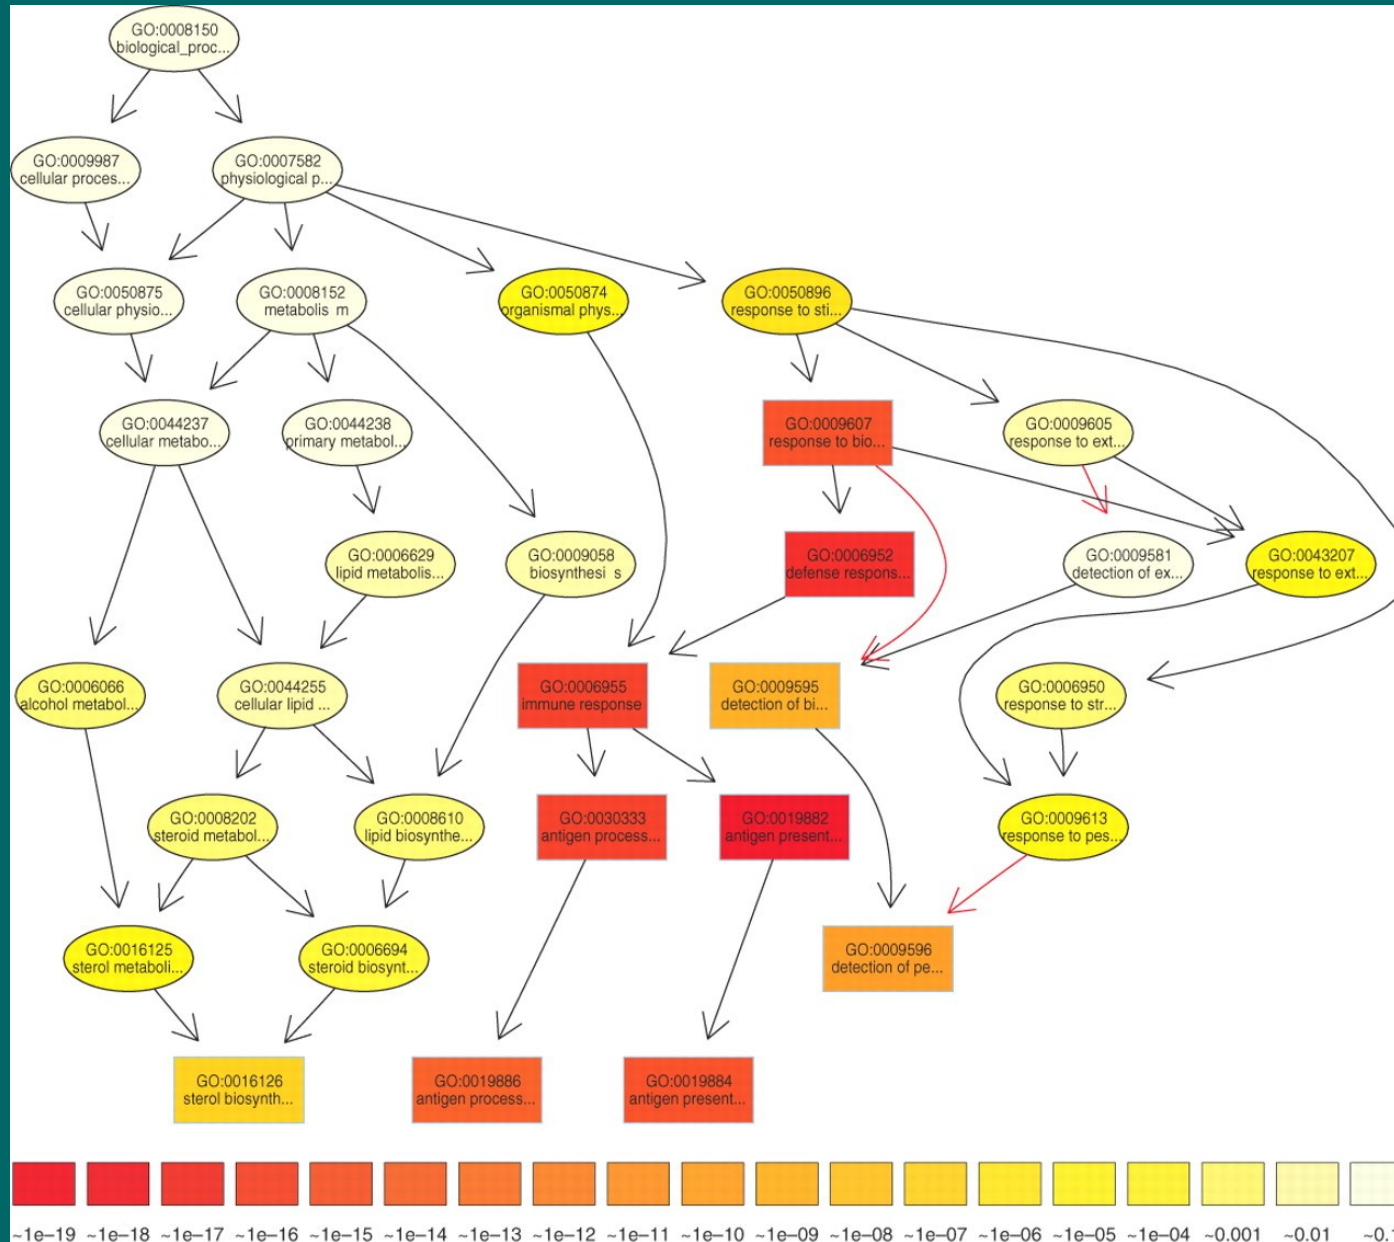 GO:0008150
biological_proc...
GO:0009987
cellular proces...
GO:0007582
physiological p...
GO:0050875
cellular physio...
GO:0008152
metabolis m
GO:0050874
organismal phys...
GO:0050896
response to sti...
GO:0044237
cellular metabo...
GO:0044238
primary metabol...
GO:0009607
response to bio...
GO:0009605
response to ext...
GO:0006629
lipid metabolis...
GO:0009058
biosynthesi s
GO:0006952
defense respons...
GO:0009581
detection of ex...
GO:0043207
response to ext...
GO:0006066
alcohol metabol...
GO:0044255
cellular lipid ...
GO:0006955
immune response
GO:0009595
detection of bi...
GO:0006950
response to str...
GO:0008202
steroid metabol...
GO:0008610
lipid biosynthe...
GO:0030333
antigen process...
GO:0019882
antigen present...
GO:0009613
response to pes...
GO:0016125
sterol metaboli...
GO:0006694
steroid biosynt...
GO:0009596
detection of pe...
GO:0016126
sterol biosynth...
GO:0019886
antigen process...
GO:0019884
antigen present...
~1e−19 ~1e−18 ~1e−17 ~1e−16 ~1e−15 ~1e−14 ~1e−13 ~1e−12 ~1e−11 ~1e−10 ~1e−09 ~1e−08 ~1e−07 ~1e−06 ~1e−05 ~1e−04 ~0.001 ~0.01